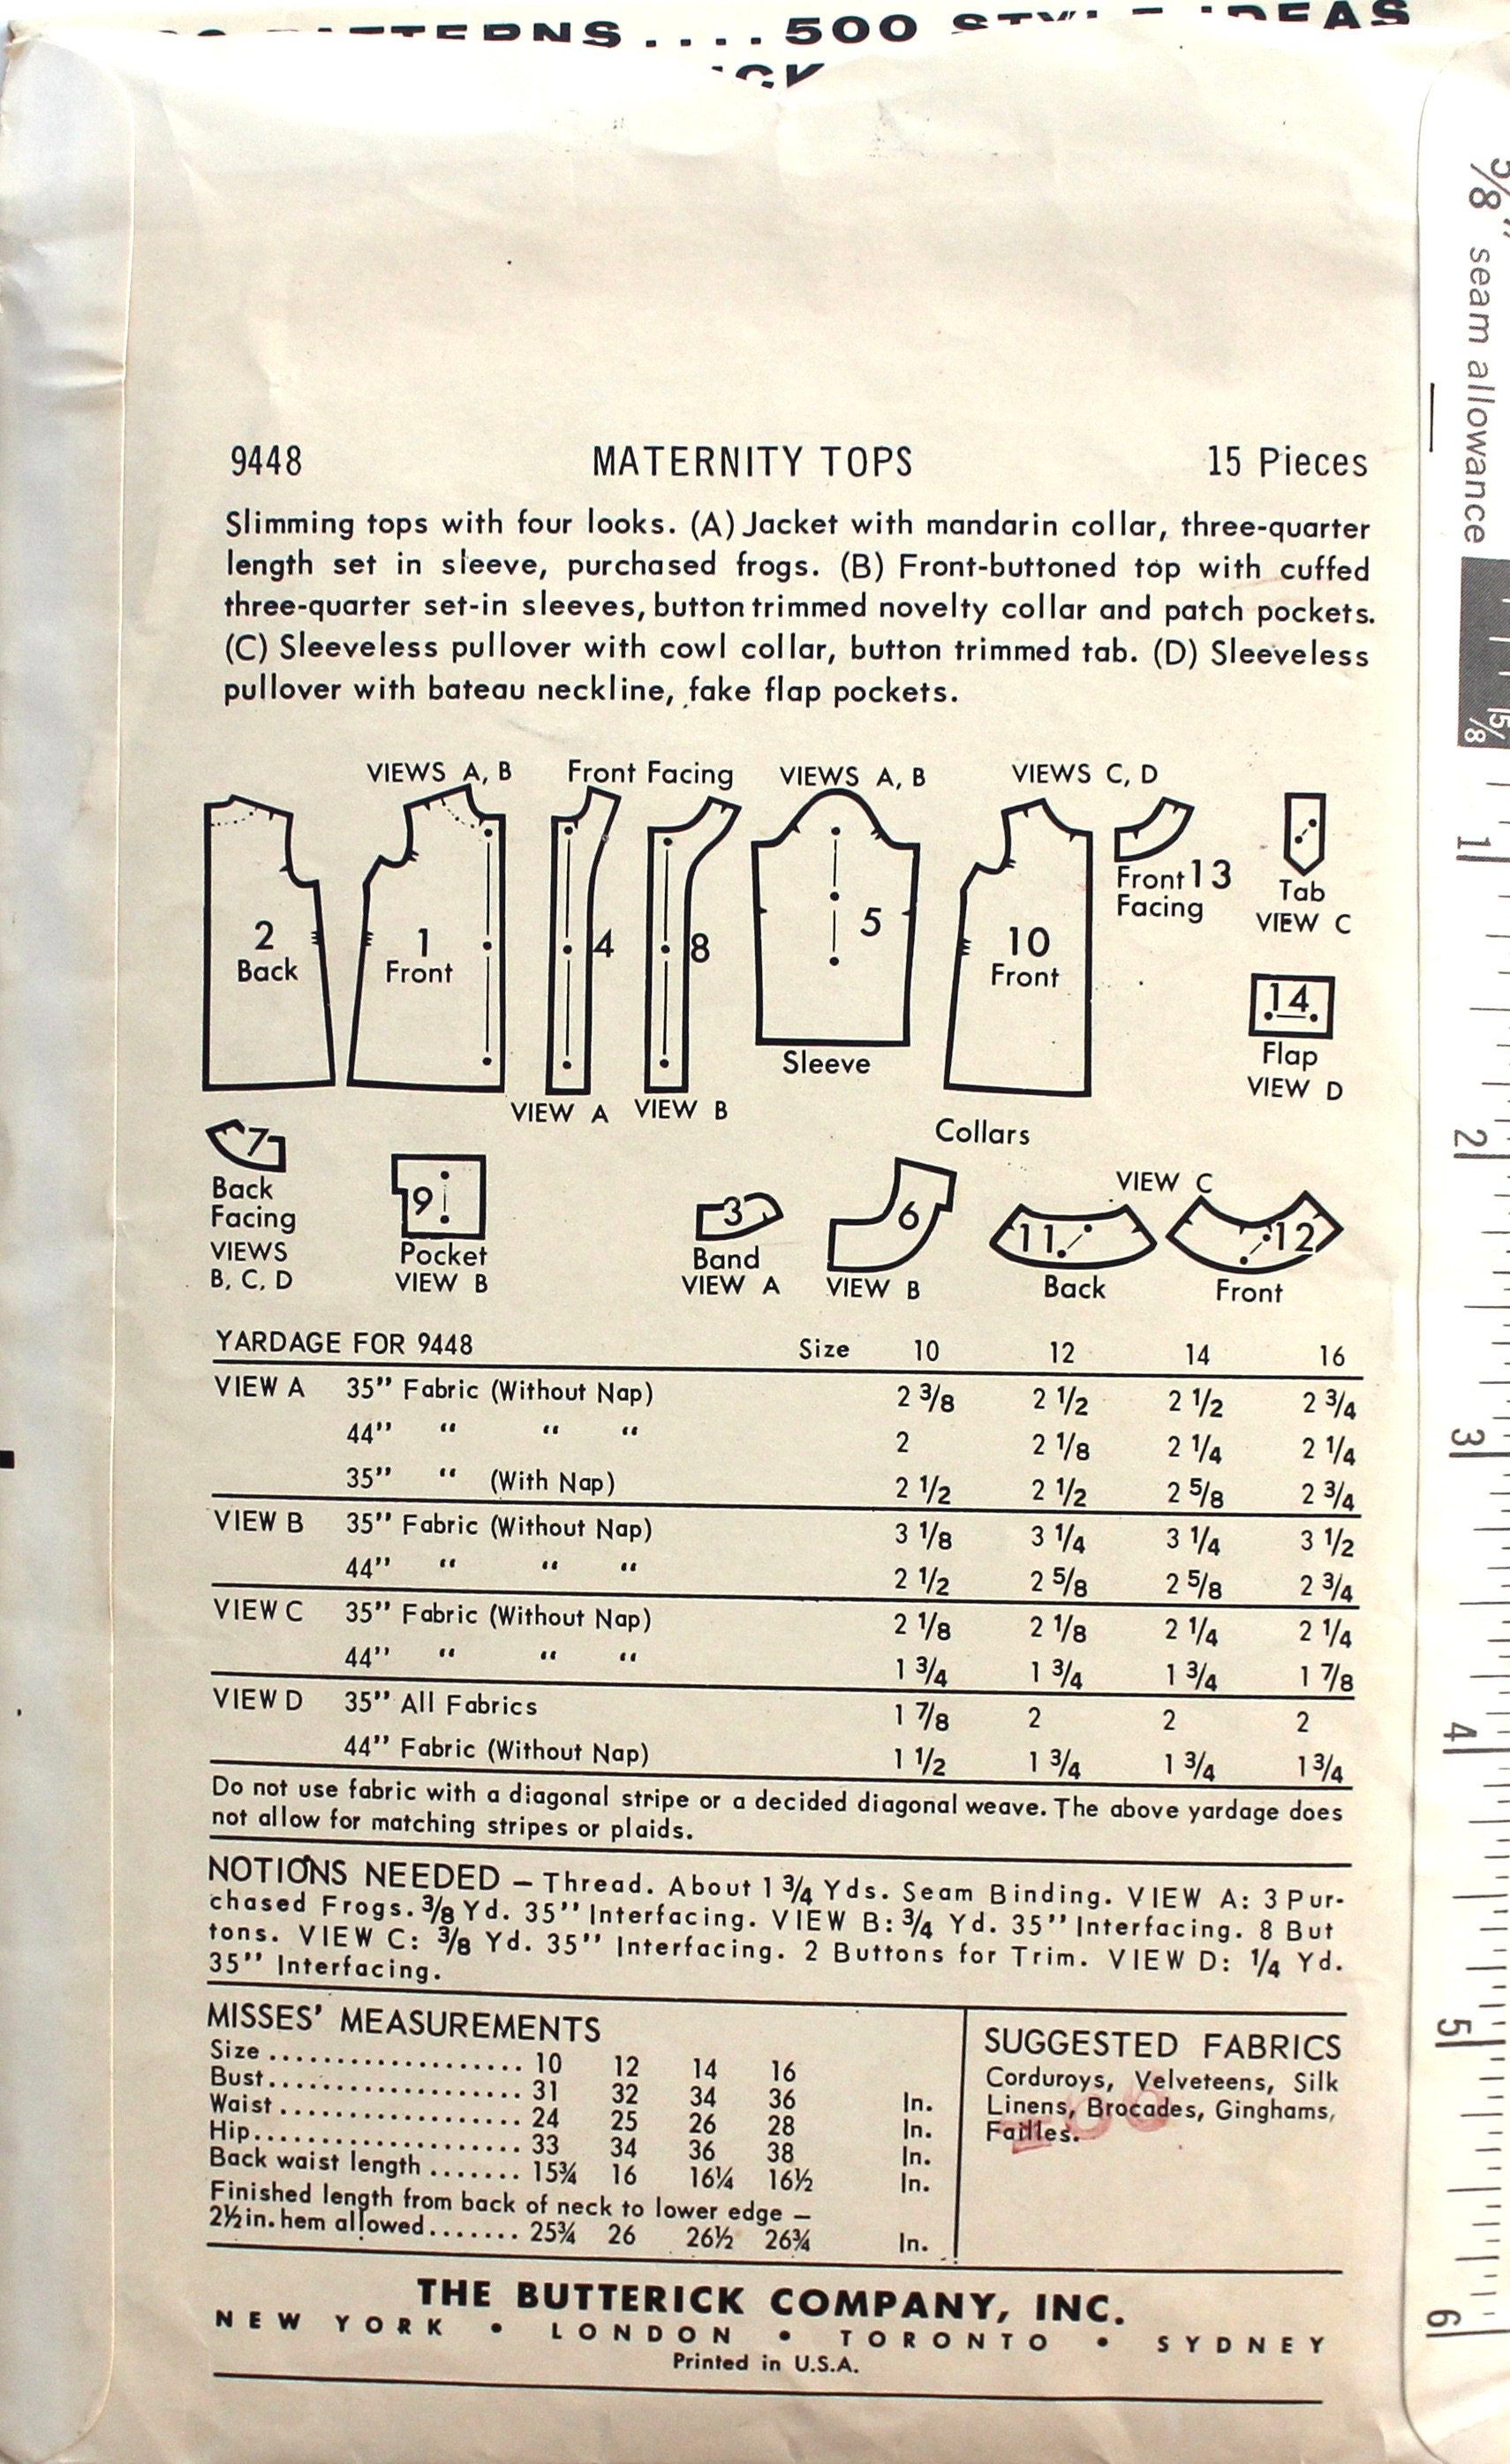 500
9448 MATERNITY TOPS 15 Pieces
Slimming tops with four looks. (A) Jacket with mandarin collar, three-quarter
length set in sleeve, purchased frogs. (B) Front-buttoned top with cuffed
three-quarter set-in sleeves, button trimmed novelty collar and patch pockets.
(C) Sleeveless pullover with cowl collar, button trimmed tab. (D) Sleeveless
pullover with bateau neckline, fake flap pockets.
VIEWS A, B Front Facing VIEWS A, B VIEWS C, D
2
Back
1
Front
4
VIEW A
8
VIEW B
5
Sleeve
10
Front
Front 13
Facing
Tab
VIEW C
14
Flap
VIEW D
7
Back
Facing
VIEWS
B, C, D
9
Pocket
VIEW B
Collars
3
Band
VIEW A
6
VIEW B
VIEW C
11
Back
12
Front
YARDAGE FOR 9448 Size 10 12 14 16
VIEW A 35” Fabric (Without Nap) 2 3/8 2 1/2 2 1/2 2 3/4
44” “ “ “ 2 2 1/8 2 1/4 2 1/4
35” “ (With Nap) 2 1/2 2 1/2 2 5/8 2 3/4
VIEW B 35” Fabric (Without Nap) 3 1/8 3 1/4 3 1/4 3 1/2
44” “ “ “ 2 1/2 2 5/8 2 5/8 2 3/4
VIEW C 35” Fabric (Without Nap) 2 1/8 2 1/8 2 1/4 2 1/4
44” “ “ “ 1 3/4 1 3/4 1 3/4 1 7/8
VIEW D 35” All Fabrics 1 7/8 2 2 2
44” Fabric (Without Nap) 1 1/2 1 3/4 1 3/4 1 3/4
Do not use fabric with a diagonal stripe or a decided diagonal weave. The above yardage does
not allow for matching stripes or plaids.
NOTIONS NEEDED – Thread. About 1 3/4 Yds. Seam Binding. VIEW A: 3 Pur-
chased Frogs. 3/8 Yd. 35” Interfacing. VIEW B: 3/4 Yd. 35” Interfacing. 8 But
tons. VIEW C: 3/8 Yd. 35” Interfacing. 2 Buttons for Trim. VIEW D: 1/4 Yd.
35” Interfacing.
MISSES’ MEASUREMENTS
Size ................... 10 12 14 16
Bust..................... 31 32 34 36 In.
Waist .................. 24 25 26 28 In.
Hip.................... 33 34 36 38 In.
Back waist length ....... 15¾ 16 16¼ 16½ In.
Finished length from back of neck to lower edge –
2½ in. hem allowed....... 25¾ 26 26½ 26¾ In.
SUGGESTED FABRICS
Corduroys, Velveteens, Silk
Linens, Brocades, Ginghams,
Failles.
THE BUTTERICK COMPANY, INC.
NEW YORK • LONDON • TORONTO • SYDNEY
Printed in U.S.A.
5/8” seam allowance
5/8
1
2
3
4
5
6